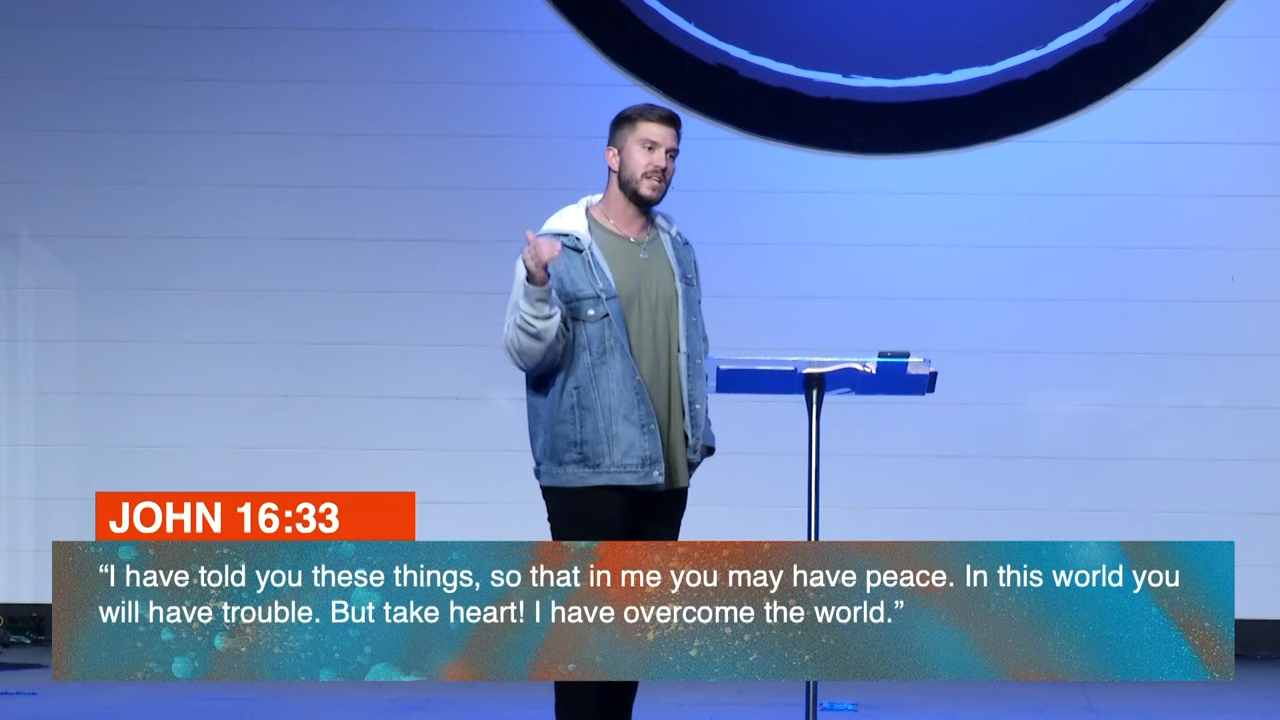 JOHN 16:33
“I have told you these things, so that in me you may have peace. In this world you
will have trouble. But take heart! I have overcome the world.”